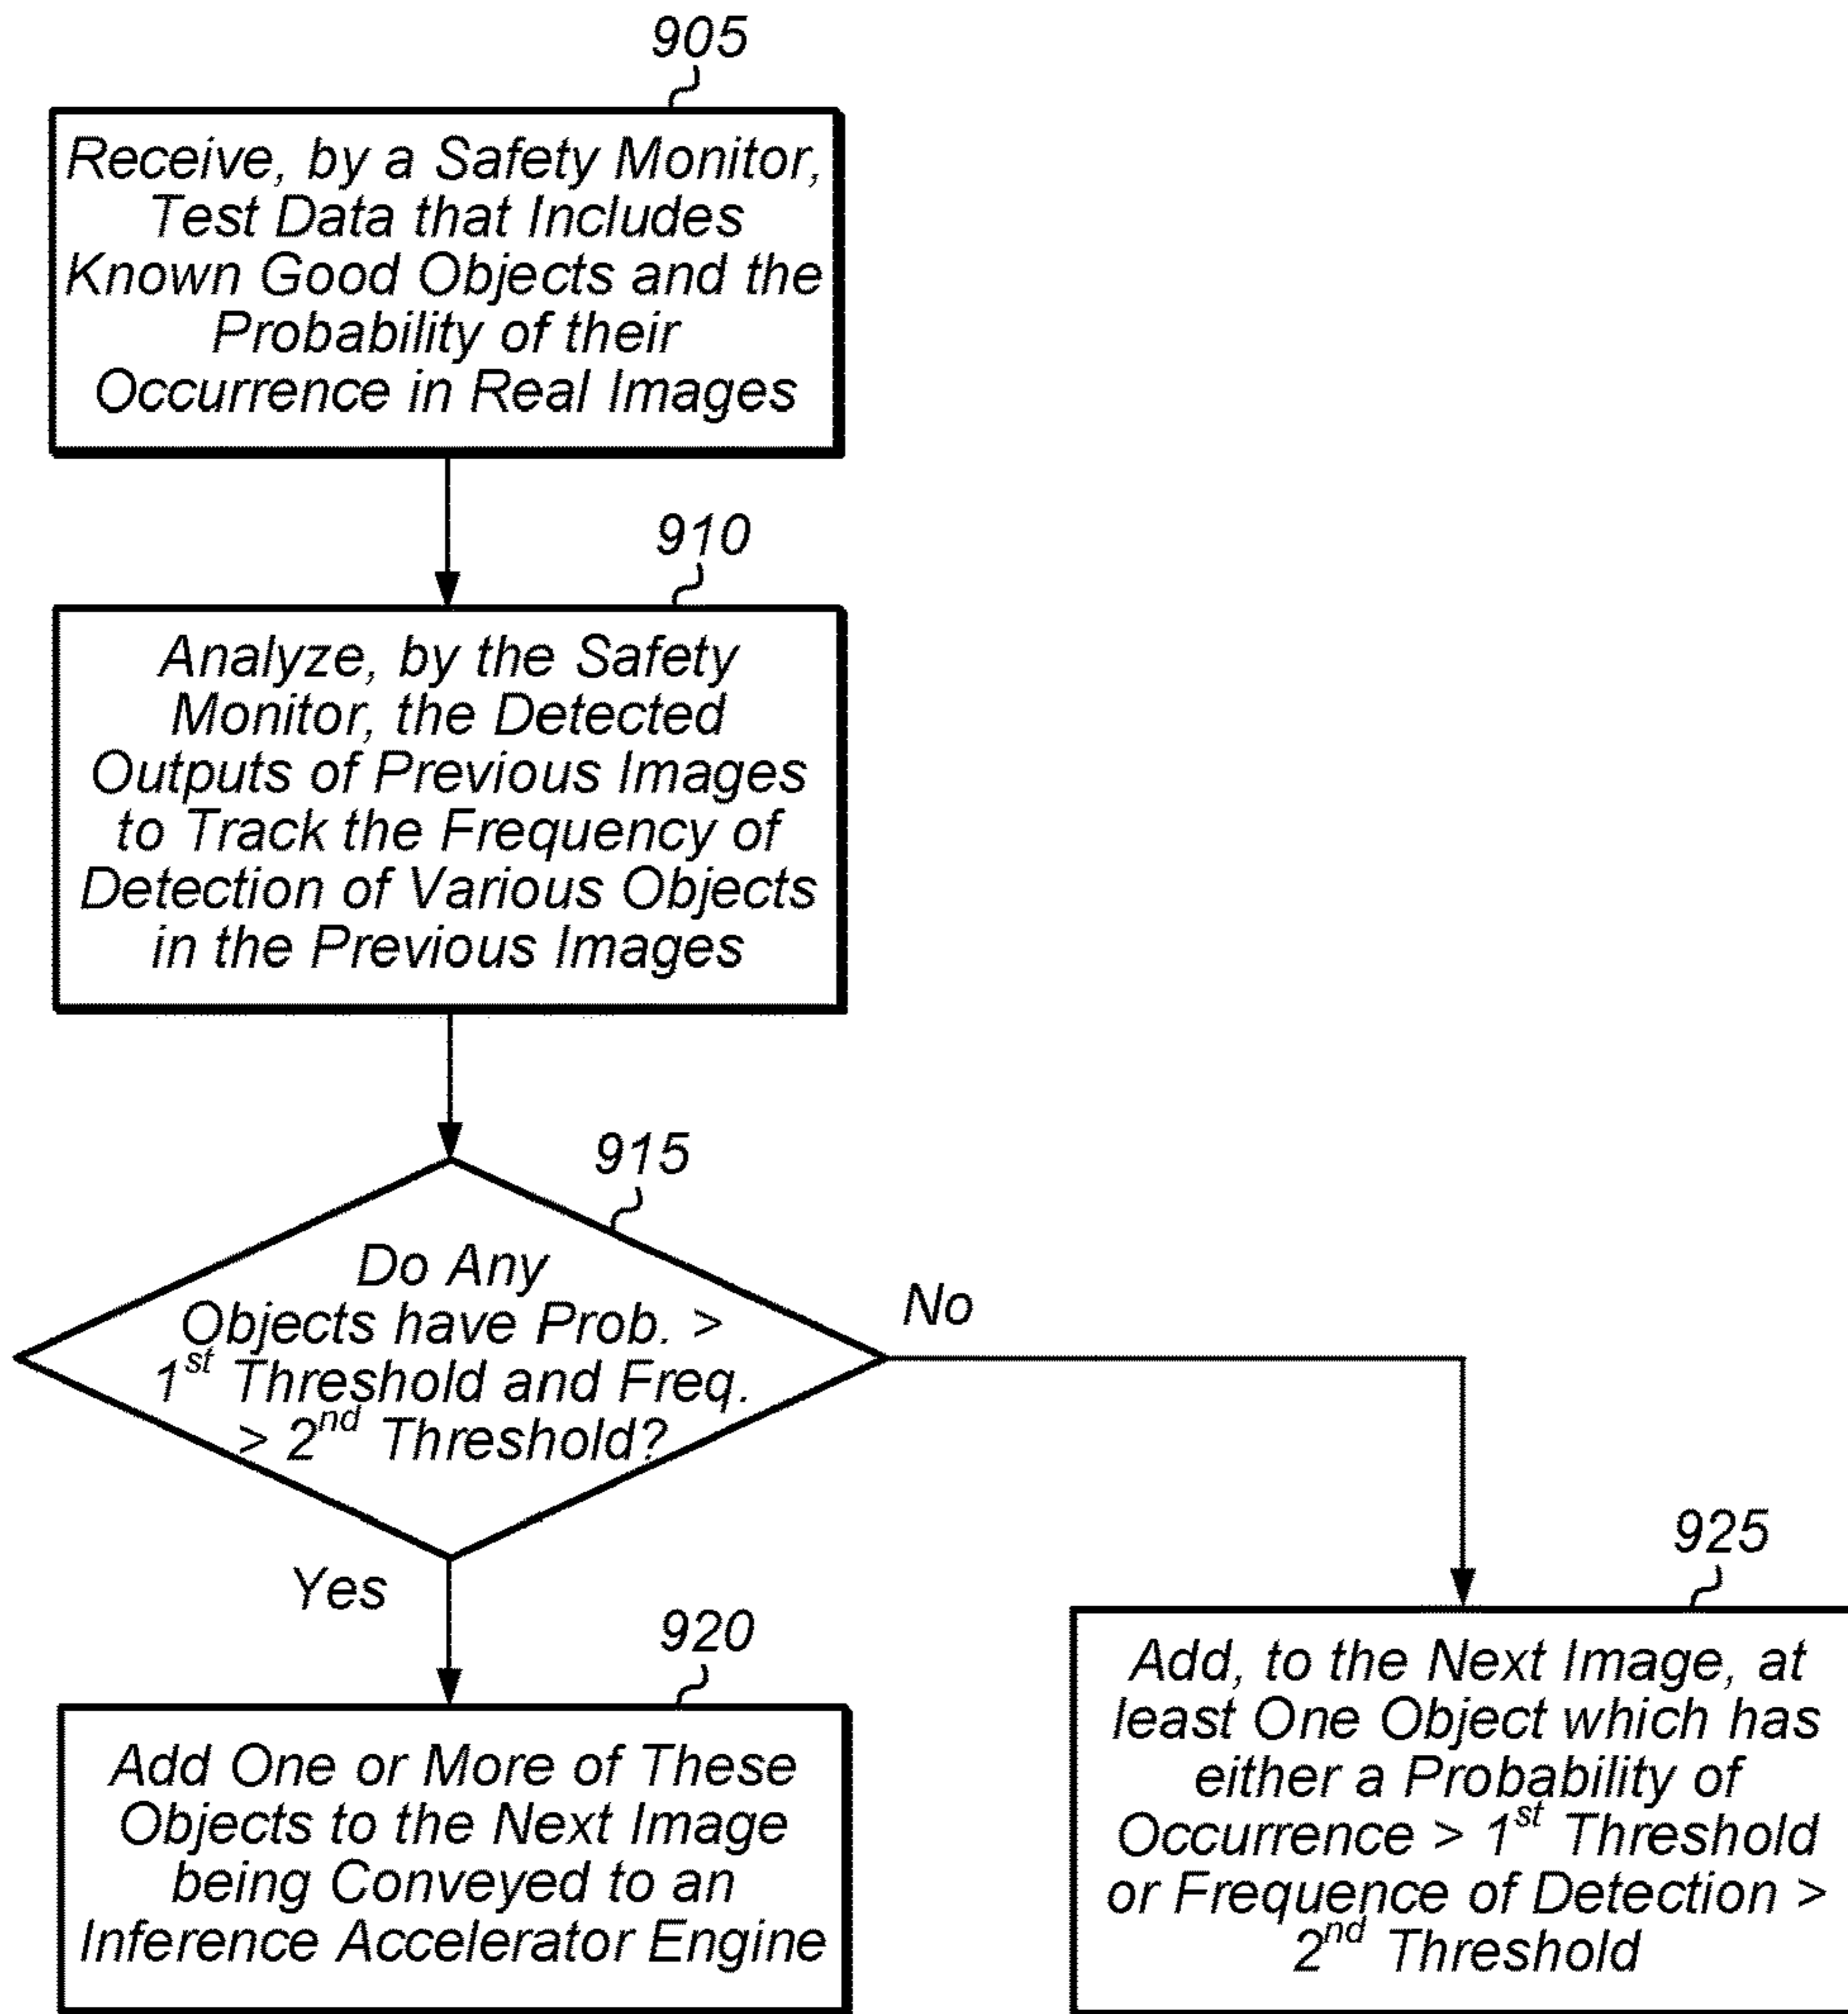 905
Receive, by a Safety Monitor,
Test Data that Includes
Known Good Objects and the
Probability of their
Occurrence in Real Images
910
Analyze, by the Safety
Monitor, the Detected
Outputs of Previous Images
to Track the Frequency of
Detection of Various Objects
in the Previous Images
915
Do Any
Objects have Prob. >
1st Threshold and Freq.
> 2nd Threshold?
No
Yes
920
Add One or More of These
Objects to the Next Image
being Conveyed to an
Inference Accelerator Engine
925
Add, to the Next Image, at
least One Object which has
either a Probability of
Occurrence > 1st Threshold
or Frequence of Detection >
2nd Threshold